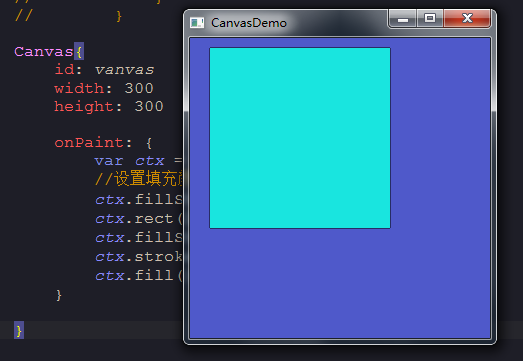 //
// }
CanvasDemo
Canvas{
id: vanvas
width: 300
height: 300
onPaint: {
var ctx =
//设置填充
ctx.fillS
ctx.rect(
ctx.fillS
ctx.strok
ctx.fill(
}
}